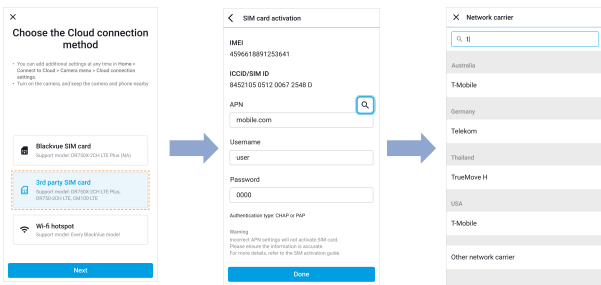 Choose the Cloud connection
method
• You can add additional settings at any time in Home >
Connect to Cloud > Camera menu > Cloud connection
settings.
• Turn on the camera, and keep the camera and phone nearby
Blackvue SIM card
Support model: DR750X-2CH LTE Plus (NA)
3rd party SIM card
Support model: DR750X-2CH LTE Plus,
DR750-2CH LTE, CM100 LTE
Wi-fi hotspot
Support model: Every BlackVue model
Next
SIM card activation
IMEI
4596618891253641
ICCID/SIM ID
8452105 0512 0067 2548 D
APN
mobile.com
Username
user
Password
0000
Authentication type: CHAP or PAP
Warning
Incorrect APN settings will not activate SIM card.
Please ensure the information is accurate.
For more details, refer to the SIM activation guide.
Done
Network carrier
t
Australia
T-Mobile
Germany
Telekom
Thailand
TrueMove H
USA
T-Mobile
Other network carrier